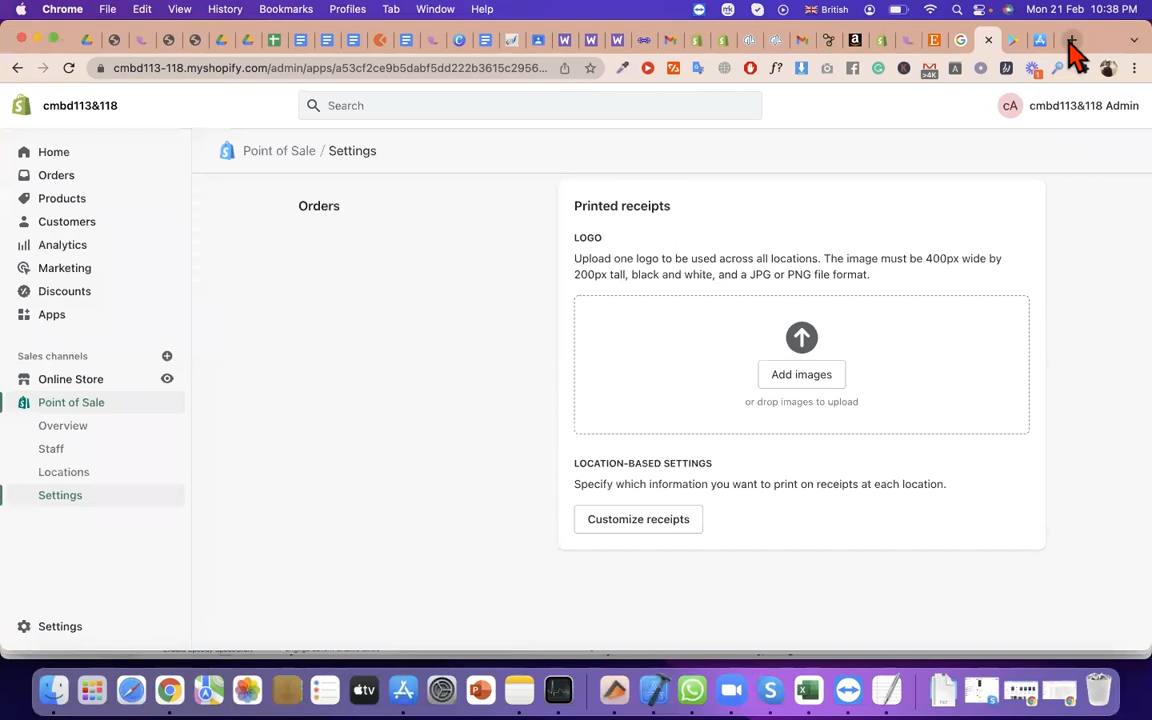 Chrome File Edit View History Bookmarks Profiles Tab Window Help British Mon 21 Feb 10:38 PM
cmbd113-118.myshopify.com/admin/apps/a53cf2ce9b5dabf5dd222b3615c2956...
cmbd113&118
Search
cA cmbd113&118 Admin
Home
Orders
Products
Customers
Analytics
Marketing
Discounts
Apps
Sales channels
Online Store
Point of Sale
Overview
Staff
Locations
Settings
Settings
Point of Sale / Settings
Orders
Printed receipts
LOGO
Upload one logo to be used across all locations. The image must be 400px wide by
200px tall, black and white, and a JPG or PNG file format.
Add images
or drop images to upload
LOCATION-BASED SETTINGS
Specify which information you want to print on receipts at each location.
Customize receipts